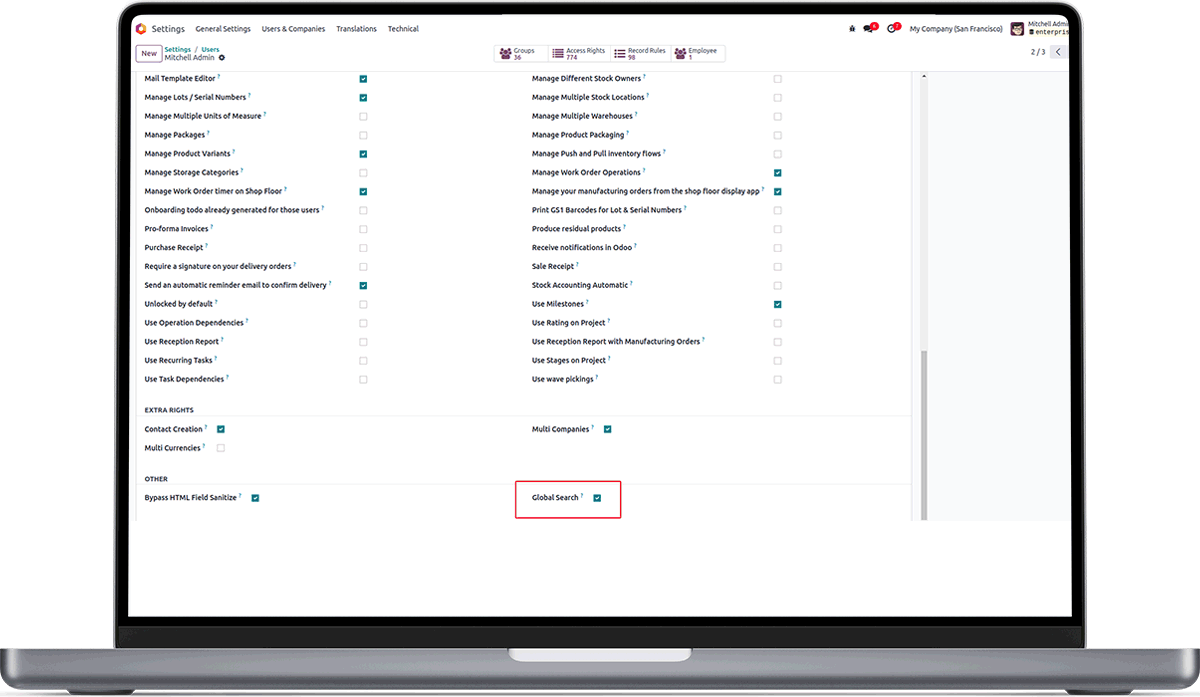 Settings General Settings Users & Companies Translations Technical 6 7 My Company (San Francisco) Mitchell Admi
enterpris
New Settings / Users Groups 36 Access Rights 774 Record Rules 98 Employee 1 2 / 3
Mitchell Admin
Mail Template Editor ? Manage Different Stock Owners ?
Manage Lots / Serial Numbers ? Manage Multiple Stock Locations ?
Manage Multiple Units of Measure ? Manage Multiple Warehouses ?
Manage Packages ? Manage Product Packaging ?
Manage Product Variants ? Manage Push and Pull inventory flows ?
Manage Storage Categories ? Manage Work Order Operations ?
Manage Work Order timer on Shop Floor ? Manage your manufacturing orders from the shop floor display app ?
Onboarding todo already generated for those users ? Print GS1 Barcodes for Lot & Serial Numbers ?
Pro-forma Invoices ? Produce residual products ?
Purchase Receipt ? Receive notifications in Odoo ?
Require a signature on your delivery orders ? Sale Receipt ?
Send an automatic reminder email to confirm delivery ? Stock Accounting Automatic ?
Unlocked by default ? Use Milestones ?
Use Operation Dependencies ? Use Rating on Project ?
Use Reception Report ? Use Reception Report with Manufacturing Orders ?
Use Recurring Tasks ? Use Stages on Project ?
Use Task Dependencies ? Use wave pickings ?
EXTRA RIGHTS
Contact Creation ? Multi Companies ?
Multi Currencies ?
OTHER
Bypass HTML Field Sanitize ? Global Search ?